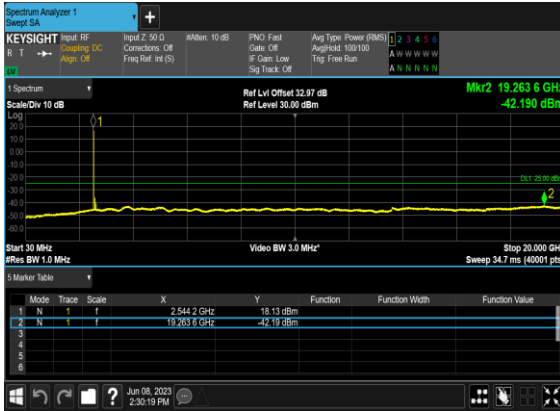 Spectrum Analyzer 1
Swept SA
+
KEYSIGHT Input: RF Input Z: 50 Ω #Atten: 10 dB PNO: Fast Avg Type: Power (RMS) 1 2 3 4 5 6
R T Coupling: DC Corrections: Off Gate: Off Avg|Hold: 100/100 A W W W W W
Align: Off Freq Ref: Int (S) IF Gain: Low Trig: Free Run
Sig Track: Off A N N N N N
1 Spectrum
Ref Lvl Offset 32.97 dB Mkr2 19.263 6 GHz
Scale/Div 10 dB Ref Level 30.00 dBm -42.190 dBm
Log
20.0
10.0
0.00
-10.0
-20.0
-30.0
-40.0
-50.0
-60.0
1
2
Start 30 MHz Video BW 3.0 MHz* Stop 20.000 GH
#Res BW 1.0 MHz Sweep 34.7 ms (40001 pts
5 Marker Table
Mode Trace Scale X Y Function Function Width Function Value
1 N 1 f 2.544 2 GHz 18.13 dBm
2 N 1 f 19.263 6 GHz -42.19 dBm
3
4
5
6
? Jun 08, 2023
2:30:19 PM